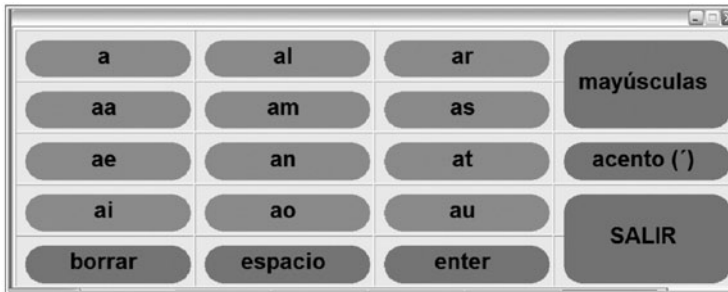 a al ar mayúsculas
aa am as
ae an at acento (´)
ai ao au SALIR
borrar espacio enter